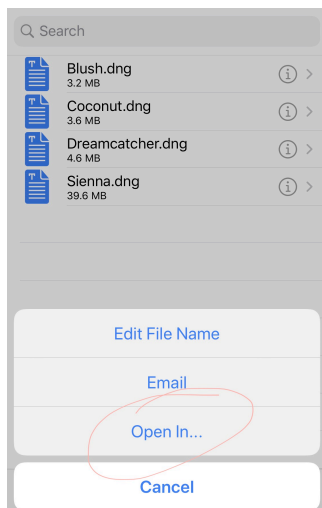 Search
Blush.dng
3.2 MB
Coconut.dng
3.6 MB
Dreamcatcher.dng
4.6 MB
Sienna.dng
39.6 MB
Edit File Name
Email
Open In...
Cancel